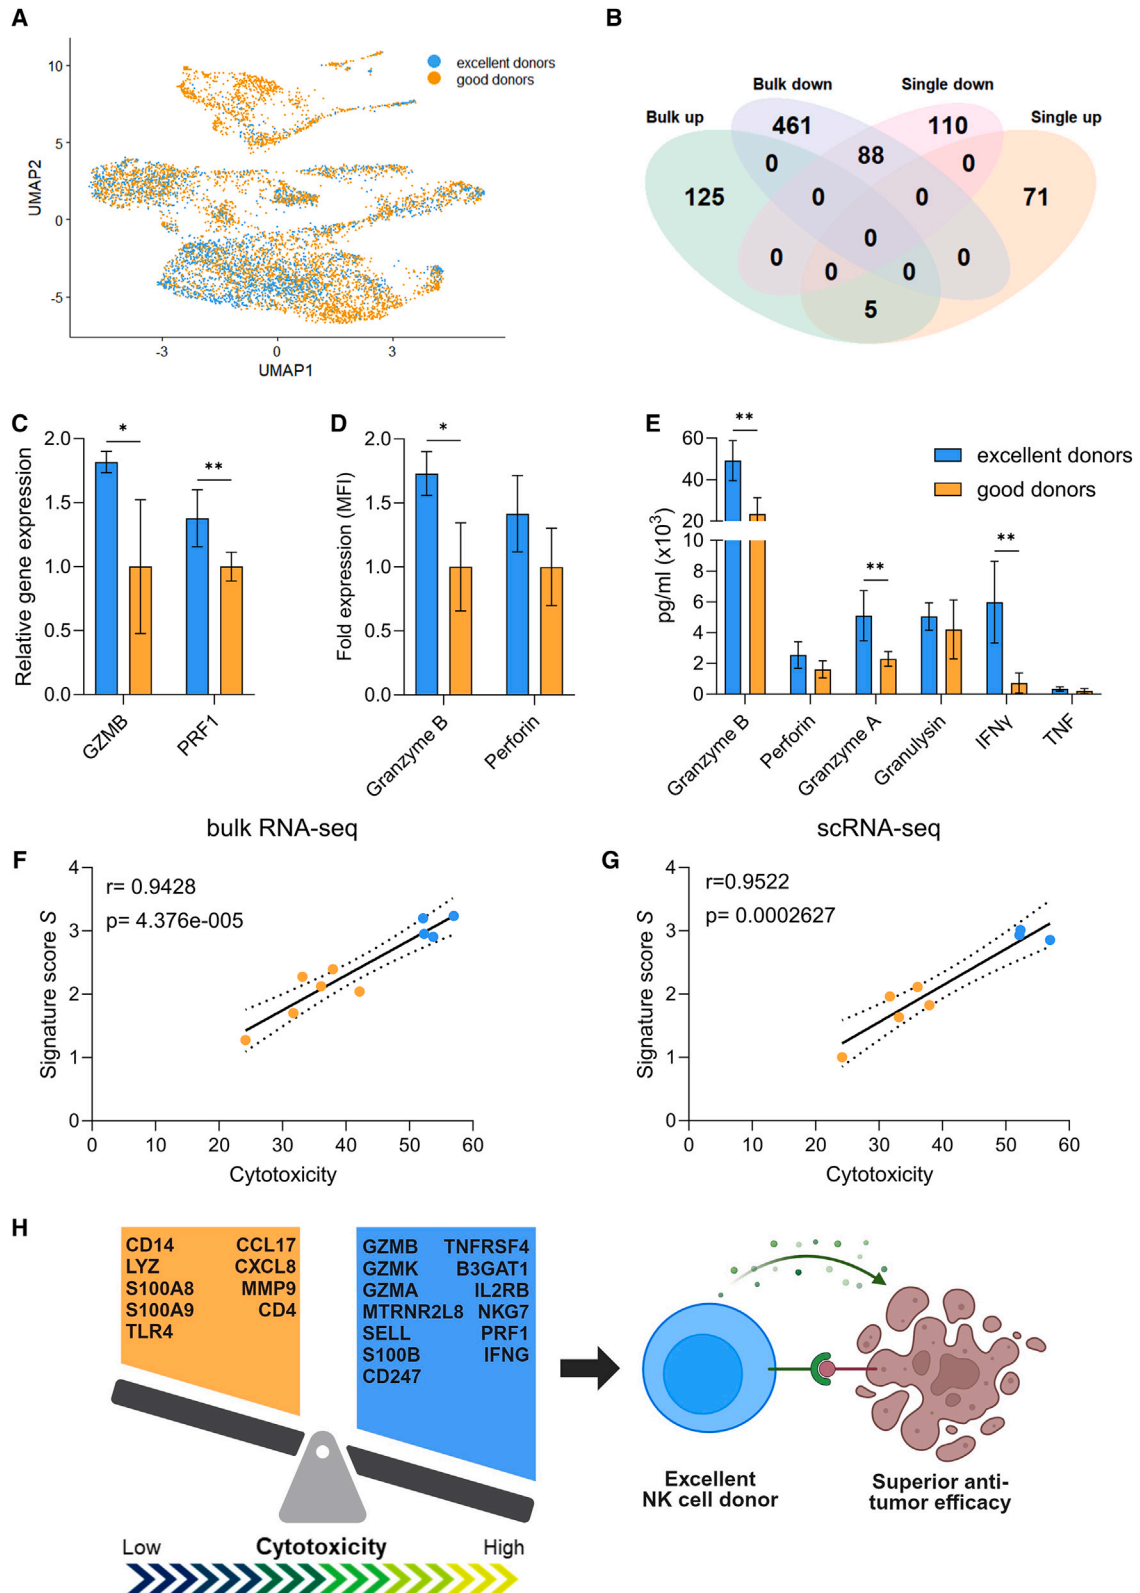 A
10
5
0
-5
UMAP2
-3
0
3
UMAP1
excellent donors
good donors
B
Bulk up
Bulk down
Single down
Single up
461
110
88
0
0
125
0
0
71
0
0
0
0
0
5
C
Relative gene expression
2.0
1.5
1.0
0.5
0.0
*
**
GZMB
PRF1
D
Fold expression (MFI)
2.0
1.5
1.0
0.5
0.0
*
Granzyme B
Perforin
E
pg/ml (x10³)
60
40
20
10
8
6
4
2
0
**
**
**
excellent donors
good donors
Granzyme B
Perforin
Granzyme A
Granulysin
IFNγ
TNF
bulk RNA-seq
F
r= 0.9428
p= 4.376e-005
Signature score S
4
3
2
1
0
0
10
20
30
40
50
60
Cytotoxicity
scRNA-seq
G
r=0.9522
p= 0.0002627
Signature score S
4
3
2
1
0
0
10
20
30
40
50
60
Cytotoxicity
H
CD14 CCL17
LYZ CXCL8
S100A8 MMP9
S100A9 CD4
TLR4
GZMB TNFRSF4
GZMK B3GAT1
GZMA IL2RB
MTRNR2L8 NKG7
SELL PRF1
S100B IFNG
CD247
Low Cytotoxicity High
Excellent
NK cell donor
Superior anti-
tumor efficacy